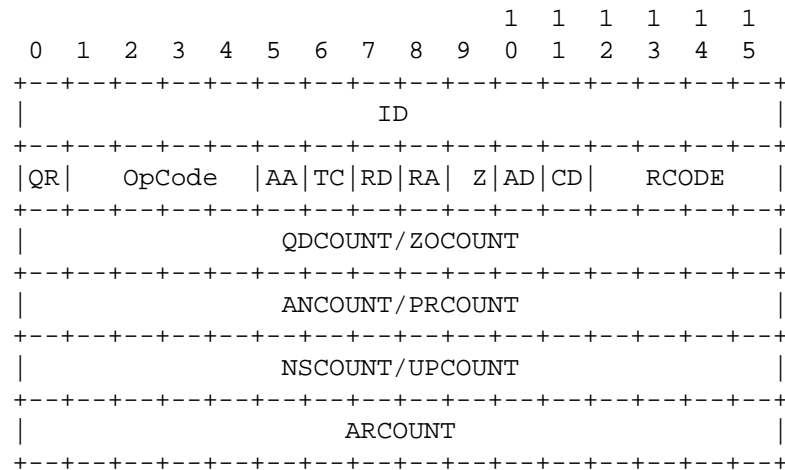 1  1  1  1  1  1
  0  1  2  3  4  5  6  7  8  9  0  1  2  3  4  5
+--+--+--+--+--+--+--+--+--+--+--+--+--+--+--+--+
|                      ID                       |
+--+--+--+--+--+--+--+--+--+--+--+--+--+--+--+--+
|QR|   OpCode  |AA|TC|RD|RA| Z|AD|CD|   RCODE   |
+--+--+--+--+--+--+--+--+--+--+--+--+--+--+--+--+
|                QDCOUNT/ZOCOUNT                |
+--+--+--+--+--+--+--+--+--+--+--+--+--+--+--+--+
|                ANCOUNT/PRCOUNT                |
+--+--+--+--+--+--+--+--+--+--+--+--+--+--+--+--+
|                NSCOUNT/UPCOUNT                |
+--+--+--+--+--+--+--+--+--+--+--+--+--+--+--+--+
|                    ARCOUNT                    |
+--+--+--+--+--+--+--+--+--+--+--+--+--+--+--+--+